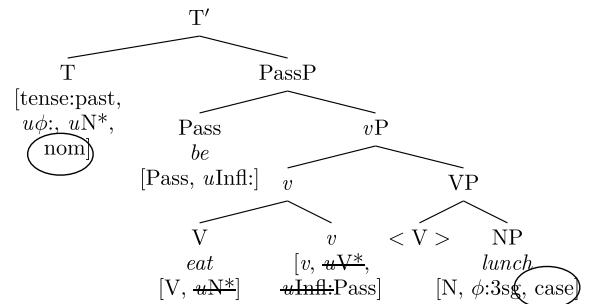 T′
T PassP
[tense:past,
uϕ:, uN*, Pass vP
nom] be
[Pass, uInfl:] v VP
V v < V > NP
eat [v, uV*, lunch
[V, uN*] uInfl:Pass] [N, ϕ:3sg, case]